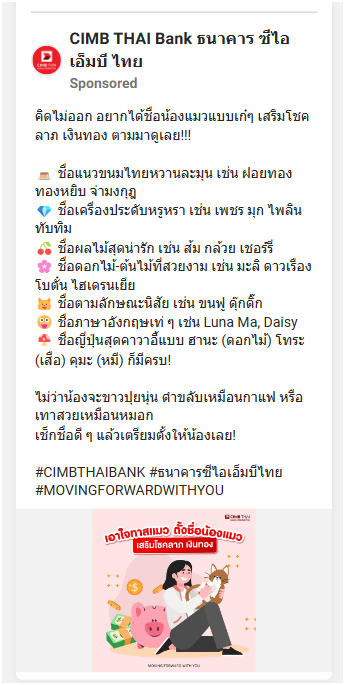 CIMB THAI Bank ธนาคาร ซีไอ
เอ็มบี ไทย
Sponsored
คิดไม่ออก อยากได้ชื่อน้องแมวแบบเก๋ๆ เสริมโชค
ลาภ เงินทอง ตามมาดูเลย!!!
🍮 ชื่อแนวขนมไทยหวานละมุน เช่น ฝอยทอง
ทองหยิบ จ่ามงกุฎ
💎 ชื่อเครื่องประดับหรูหรา เช่น เพชร มุก ไพลิน
ทับทิม
🍒 ชื่อผลไม้สุดน่ารัก เช่น ส้ม กล้วย เชอร์รี่
🌸 ชื่อดอกไม้-ต้นไม้ที่สวยงาม เช่น มะลิ ดาวเรือง
โบตั๋น ไฮเดรนเยีย
🐱 ชื่อตามลักษณะนิสัย เช่น ขนฟู ดุ๊กดิ๊ก
😜 ชื่อภาษาอังกฤษเท่ ๆ เช่น Luna Ma, Daisy
🍄 ชื่อญี่ปุ่นสุดคาวาอี้แบบ ฮานะ (ดอกไม้) โทระ
(เสือ) คุมะ (หมี) ก็มีครบ!
ไม่ว่าน้องจะขาวปุยนุ่น ดำขลับเหมือนกาแฟ หรือ
เทาสวยเหมือนหมอก
เช็กชื่อดี ๆ แล้วเตรียมตั้งให้น้องเลย!
#CIMBTHAIBANK #ธนาคารซีไอเอ็มบีไทย
#MOVINGFORWARDWITHYOU
CIMB THAI
เอาใจทาสแมว ตั้งชื่อน้องแมว
เสริมโชคลาภ เงินทอง
MOVING FORWARD WITH YOU